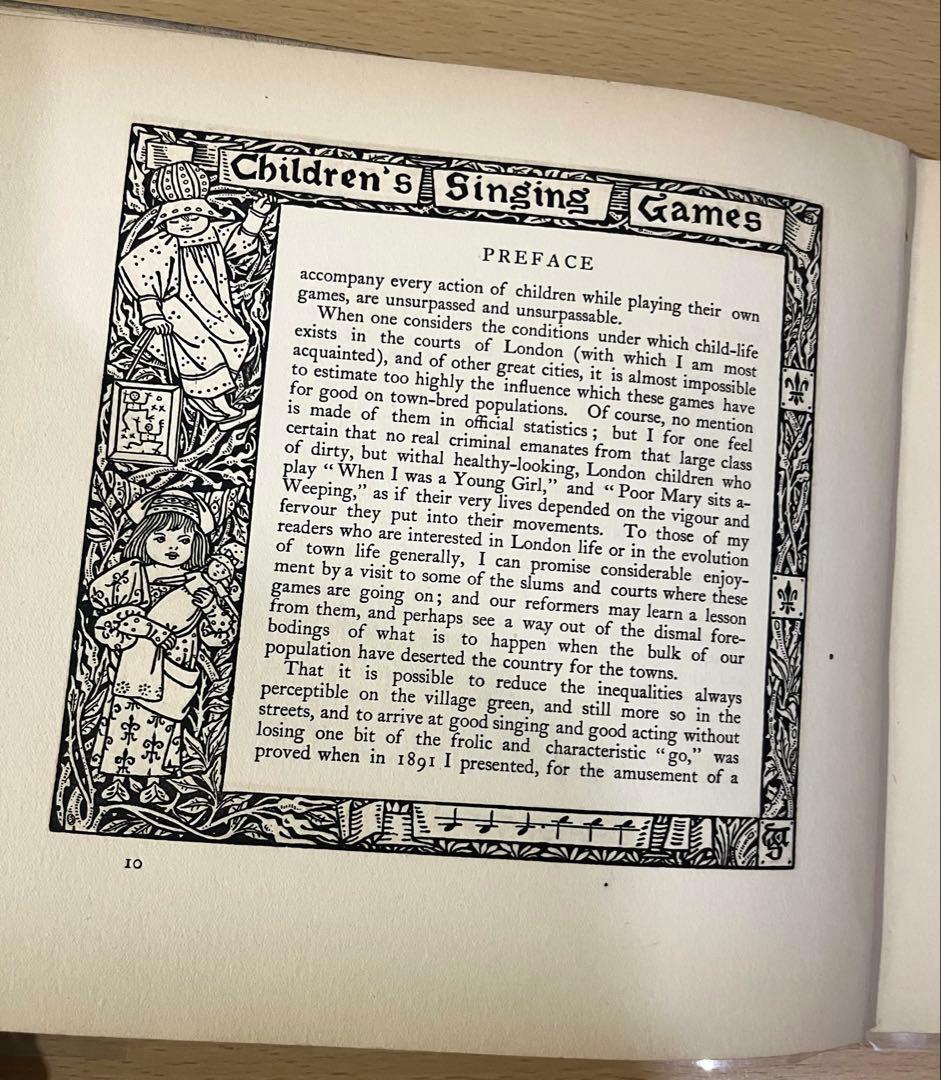 Children's Singing Games
PREFACE
accompany every action of children while playing their own
games, are unsurpassed and unsurpassable.
When one considers the conditions under which child-life
exists in the courts of London (with which I am most
acquainted), and of other great cities, it is almost impossible
to estimate too highly the influence which these games have
for good on town-bred populations. Of course, no mention
is made of them in official statistics; but I for one feel
certain that no real criminal emanates from that large class
of dirty, but withal healthy-looking, London children who
play "When I was a Young Girl," and "Poor Mary sits a-
Weeping," as if their very lives depended on the vigour and
fervour they put into their movements. To those of my
readers who are interested in London life or in the evolution
of town life generally, I can promise considerable enjoy-
ment by a visit to some of the slums and courts where these
games are going on; and our reformers may learn a lesson
from them, and perhaps see a way out of the dismal fore-
bodings of what is to happen when the bulk of our
population have deserted the country for the towns.
That it is possible to reduce the inequalities always
perceptible on the village green, and still more so in the
streets, and to arrive at good singing and good acting without
losing one bit of the frolic and characteristic "go," was
proved when in 1891 I presented, for the amusement of a
10